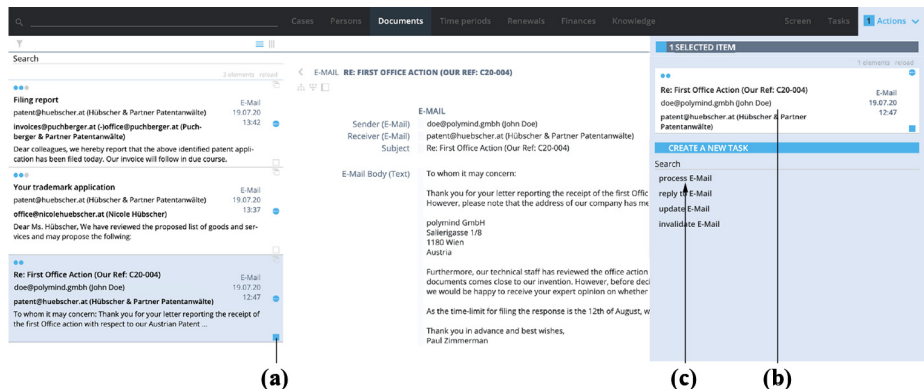 Cases Persons Documents Time periods Renewals Finances Knowledge Screen Tasks 1 Actions
Search
3 elements reload
Filing report
E-Mail
patent@huebscher.at (Hübscher & Partner Patentanwälte)
19.07.20
13:42
invoices@puchberger.at (-)office@puchberger.at (Puch-
berger & Partner Patentanwälte)
Dear colleagues, we hereby report that the above identified patent appli-
cation has been filed today. Our invoice will follow in due course.
Your trademark application
E-Mail
patent@huebscher.at (Hübscher & Partner Patentanwälte)
19.07.20
13:37
office@nicolehuebscher.at (Nicole Hübscher)
Dear Ms. Hübscher, We have reviewed the proposed list of goods and ser-
vices and may propose the follwing:
Re: First Office Action (Our Ref: C20-004)
E-Mail
doe@polymind.gmbh (John Doe)
19.07.20
patent@huebscher.at (Hübscher & Partner Patentanwälte)
12:47
To whom it may concern: Thank you for your letter reporting the receipt of
the first Office action with respect to our Austrian Patent ...
E-MAIL RE: FIRST OFFICE ACTION (OUR REF: C20-004)
E-MAIL
Sender (E-Mail) doe@polymind.gmbh (John Doe)
Receiver (E-Mail) patent@huebscher.at (Hübscher & Partner Patentanwälte)
Subject Re: First Office Action (Our Ref: C20-004)
E-Mail Body (Text) To whom it may concern:
Thank you for your letter reporting the receipt of the first Offic
However, please note that the address of our company has me
polymind GmbH
Salierigasse 1/8
1180 Wien
Austria
Furthermore, our technical staff has reviewed the office action
documents comes close to our invention. However, before deci
we would be happy to receive your expert opinion on whether
As the time-limit for filing the response is the 12th of August, w
Thank you in advance and best wishes,
Paul Zimmerman
1 SELECTED ITEM
1 elements reload
Re: First Office Action (Our Ref: C20-004)
E-Mail
doe@polymind.gmbh (John Doe)
19.07.20
patent@huebscher.at (Hübscher & Partner
Patentanwälte)
12:47
CREATE A NEW TASK
Search
process E-Mail
reply to E-Mail
update E-Mail
invalidate E-Mail
(a) (c) (b)